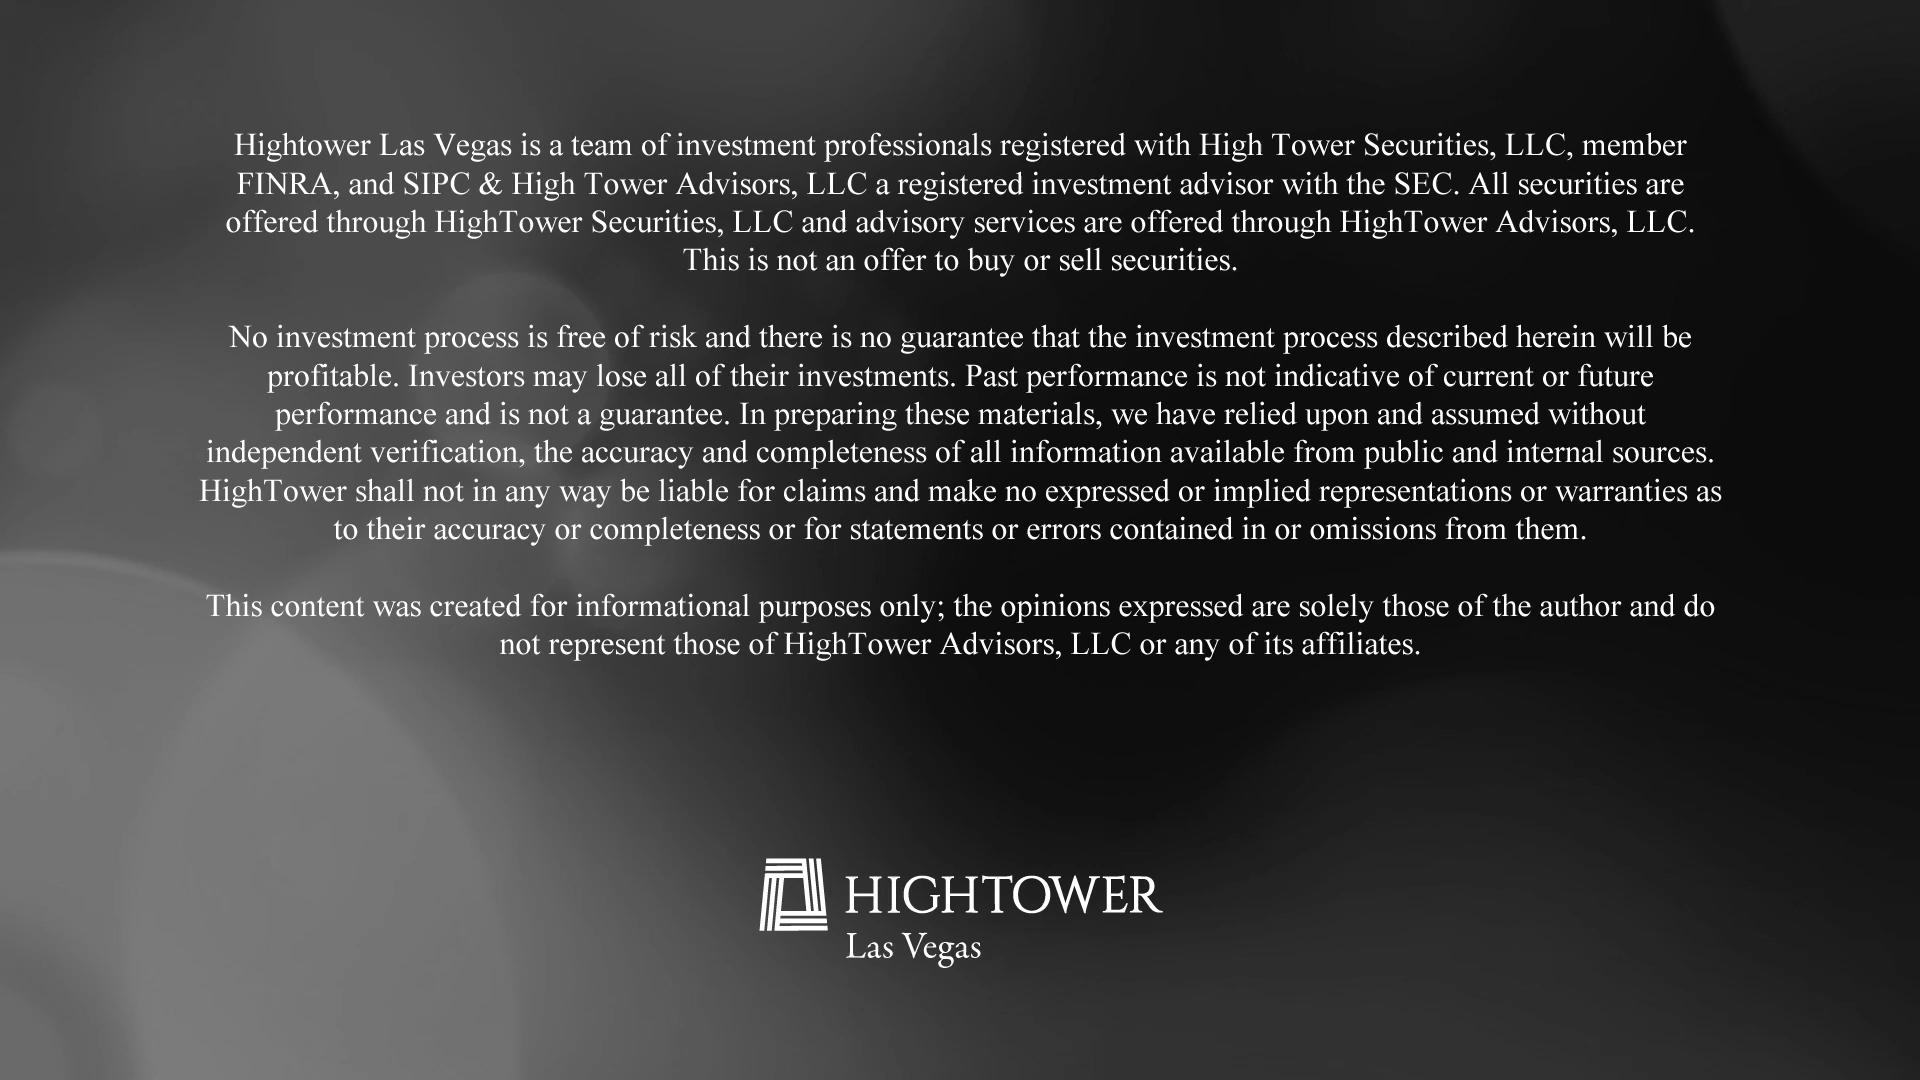 Hightower Las Vegas is a team of investment professionals registered with High Tower Securities, LLC, member
FINRA, and SIPC & High Tower Advisors, LLC a registered investment advisor with the SEC. All securities are
offered through HighTower Securities, LLC and advisory services are offered through HighTower Advisors, LLC.
This is not an offer to buy or sell securities.
No investment process is free of risk and there is no guarantee that the investment process described herein will be
profitable. Investors may lose all of their investments. Past performance is not indicative of current or future
performance and is not a guarantee. In preparing these materials, we have relied upon and assumed without
independent verification, the accuracy and completeness of all information available from public and internal sources.
HighTower shall not in any way be liable for claims and make no expressed or implied representations or warranties as
to their accuracy or completeness or for statements or errors contained in or omissions from them.
This content was created for informational purposes only; the opinions expressed are solely those of the author and do
not represent those of HighTower Advisors, LLC or any of its affiliates.
HIGHTOWER
Las Vegas